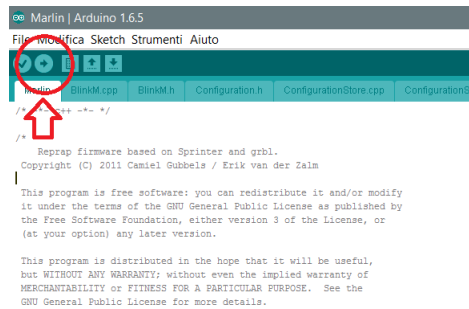 Marlin | Arduino 1.6.5
File Modifica Sketch Strumenti Aiuto
Marlin BlinkM.cpp BlinkM.h Configuration.h ConfigurationStore.cpp ConfigurationS
/* -*- c++ -*- */
/*
Reprap firmware based on Sprinter and grbl.
Copyright (C) 2011 Camiel Gubbels / Erik van der Zalm
This program is free software: you can redistribute it and/or modify
it under the terms of the GNU General Public License as published by
the Free Software Foundation, either version 3 of the License, or
(at your option) any later version.
This program is distributed in the hope that it will be useful,
but WITHOUT ANY WARRANTY; without even the implied warranty of
MERCHANTABILITY or FITNESS FOR A PARTICULAR PURPOSE.  See the
GNU General Public License for more details.